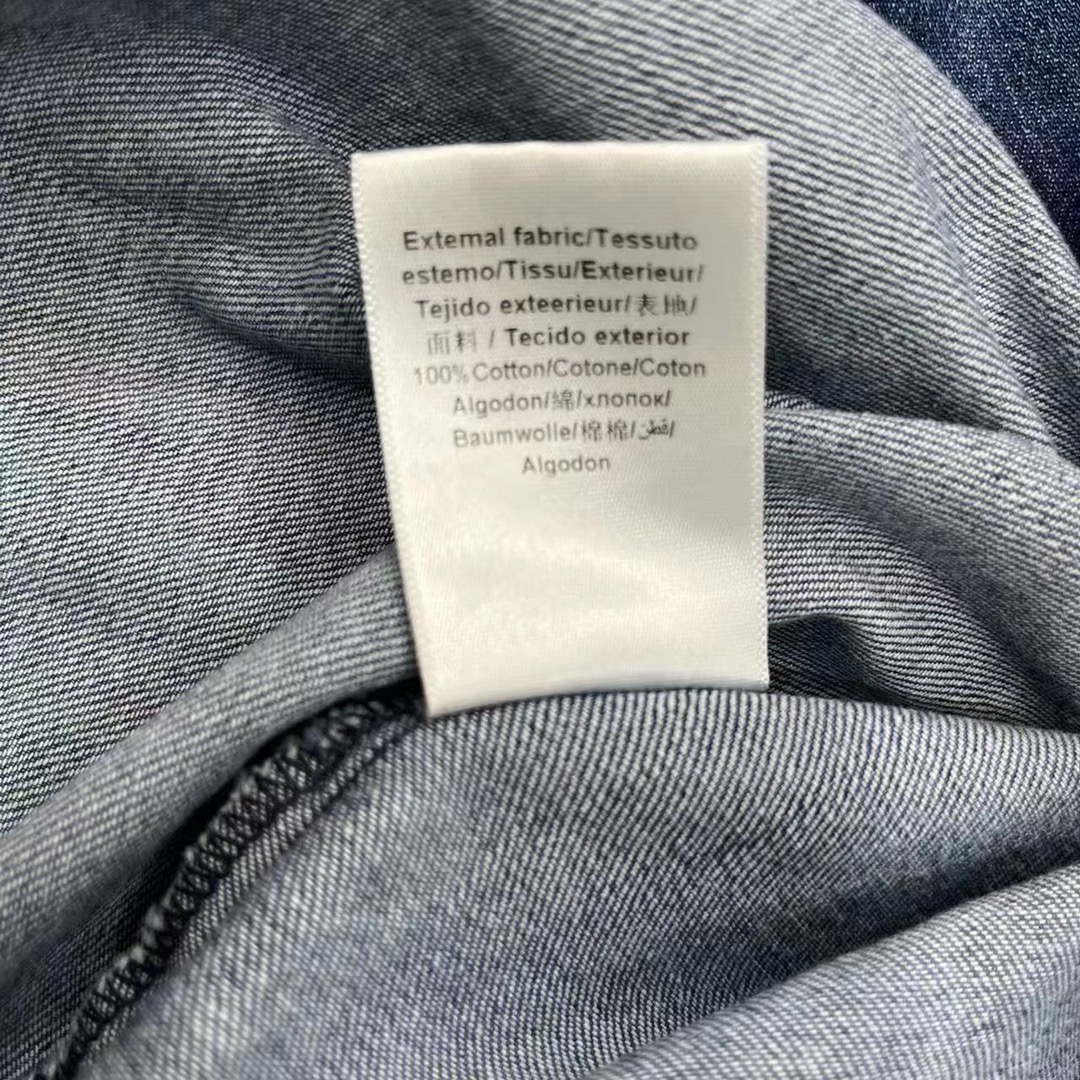 Extemal fabric/Tessuto
estemo/Tissu/Exterieur/
Tejido exteerieur/表地/
面料 / Tecido exterior
100% Cotton/Cotone/Coton
Algodon/綿/хлопок/
Baumwolle/棉棉/قطن/
Algodon